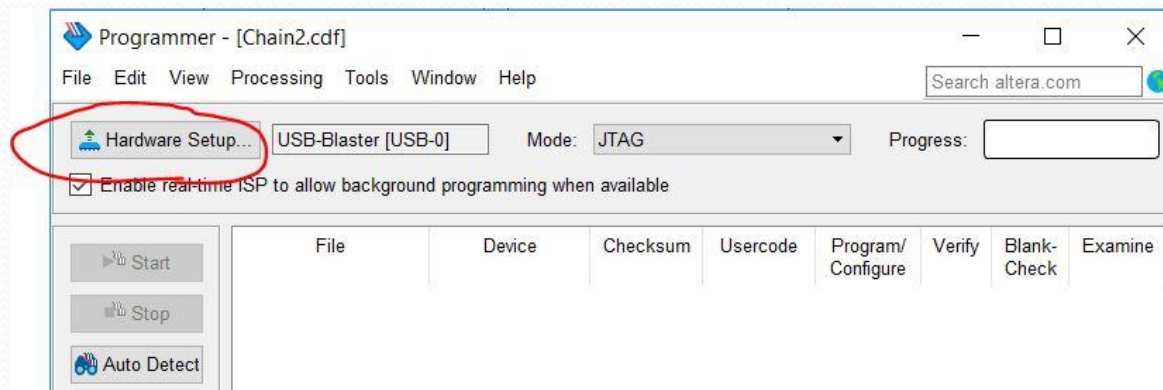 Programmer - [Chain2.cdf]
File Edit View Processing Tools Window Help
Search altera.com
Hardware Setup... USB-Blaster [USB-0] Mode: JTAG Progress:
Enable real-time ISP to allow background programming when available
File Device Checksum Usercode Program/ Verify Blank- Examine
Configure Check
Start
Stop
Auto Detect